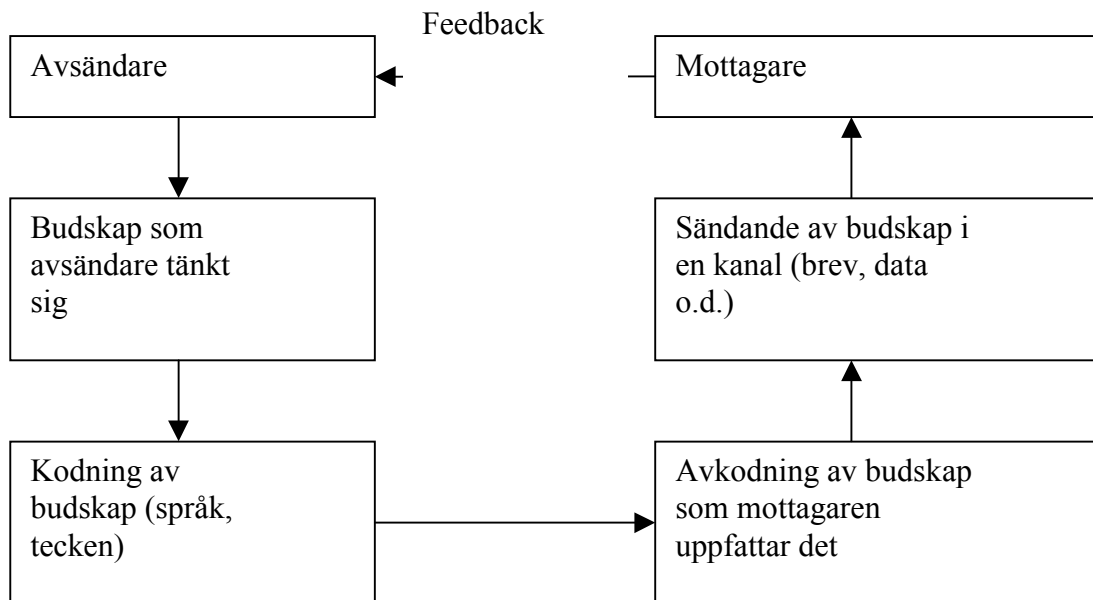 Feedback
Avsändare
Mottagare
Budskap som
avsändare tänkt
sig
Sändande av budskap i
en kanal (brev, data
o.d.)
Kodning av
budskap (språk,
tecken)
Avkodning av budskap
som mottagaren
uppfattar det